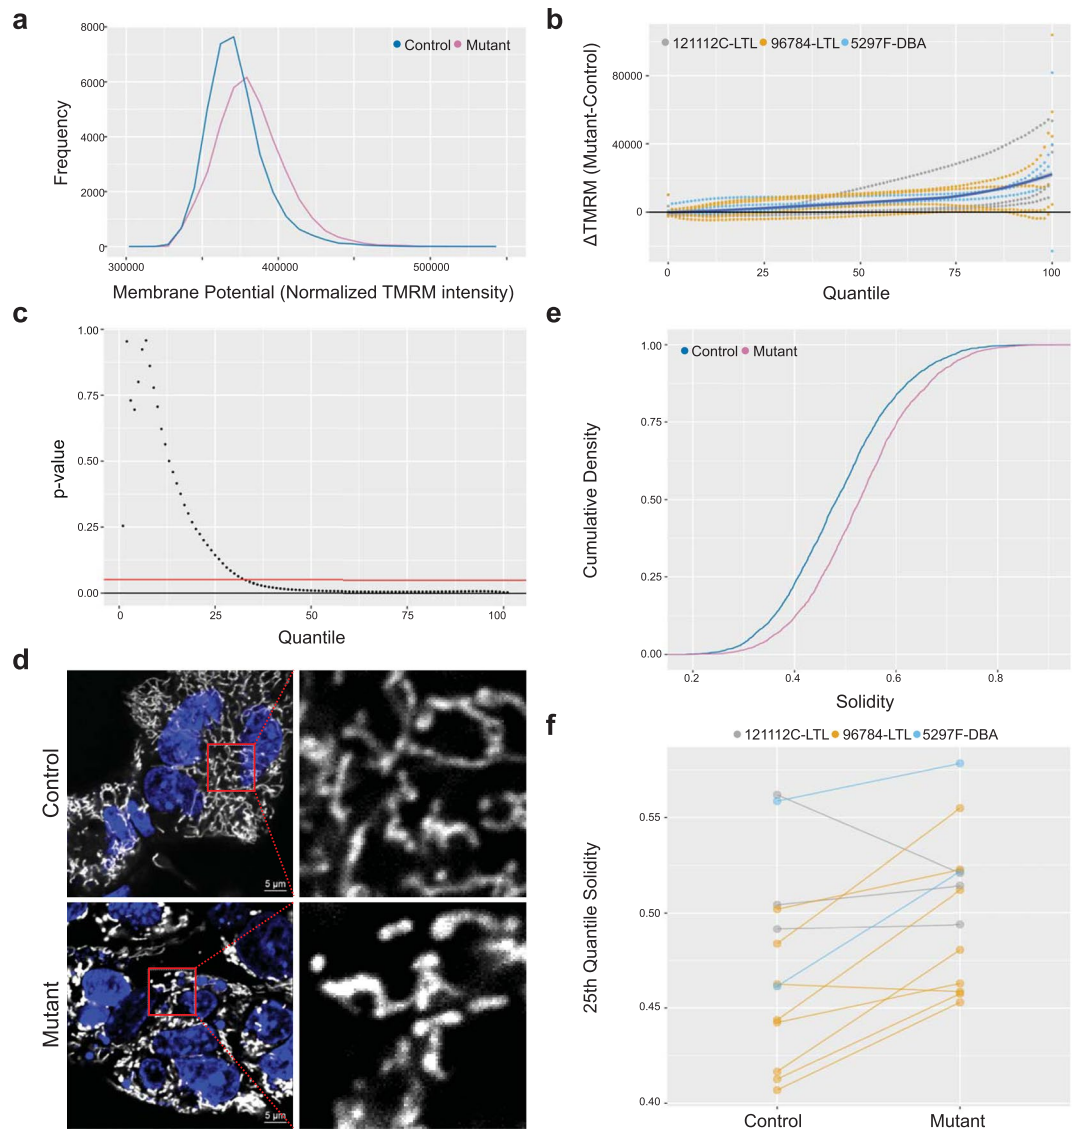 a
8000
6000
4000
2000
0
Frequency
Control Mutant
300000 400000 500000
Membrane Potential (Normalized TMRM intensity)
b
121112C-LTL 96784-LTL 5297F-DBA
80000
40000
0
ΔTMRM (Mutant-Control)
0 25 50 75 100
Quantile
c
1.00
0.75
0.50
0.25
0.00
p-value
0 25 50 75 100
Quantile
e
Control Mutant
1.00
0.75
0.50
0.25
0.00
Cumulative Density
0.2 0.4 0.6 0.8
Solidity
d
Control
5 μm
Mutant
5 μm
f
121112C-LTL 96784-LTL 5297F-DBA
0.55
0.50
0.45
0.40
25th Quantile Solidity
Control Mutant